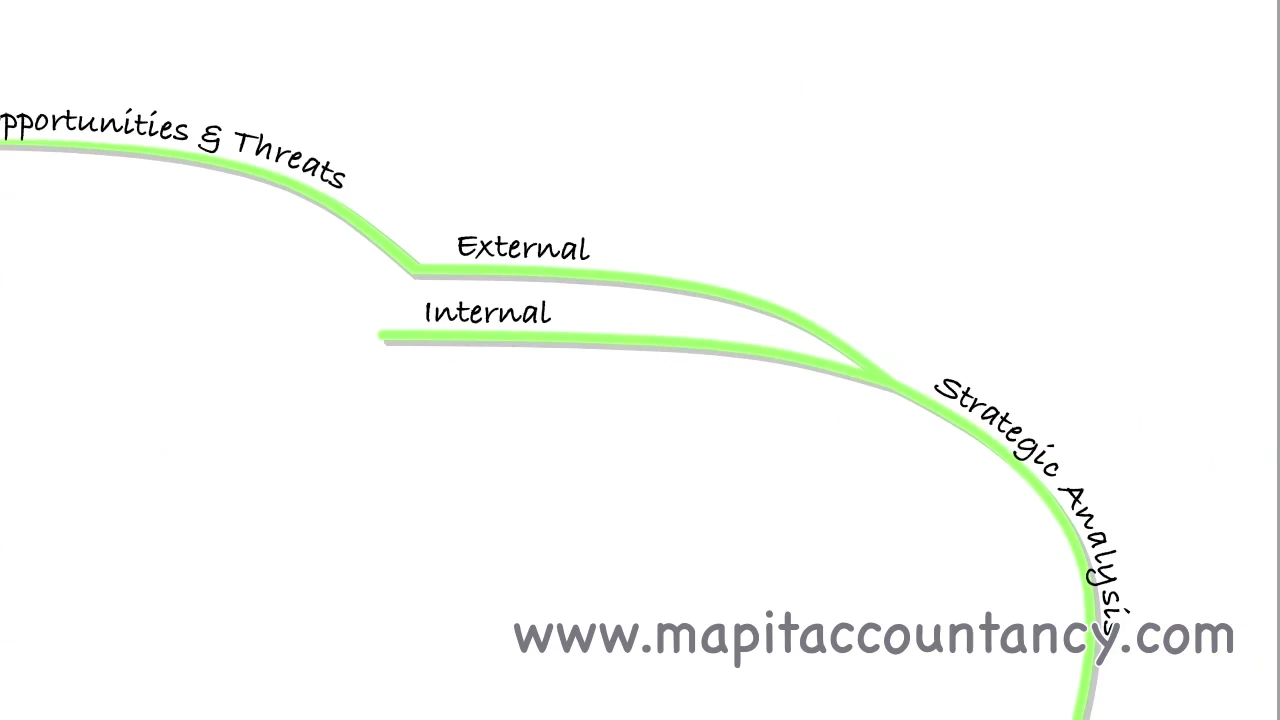 pportunities & Threats
External
Internal
Strategic Analysis
www.mapitaccountancy.com